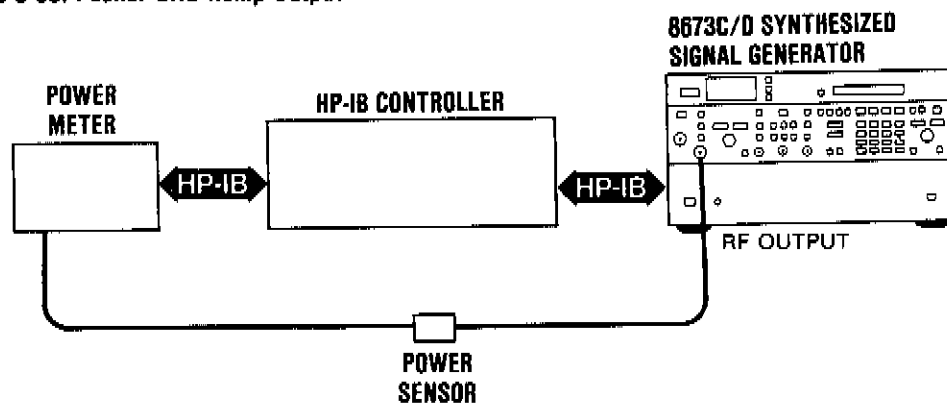 8673C/D SYNTHESIZED
SIGNAL GENERATOR
POWER
METER
HP-IB CONTROLLER
HP-IB
HP-IB
RF OUTPUT
POWER
SENSOR